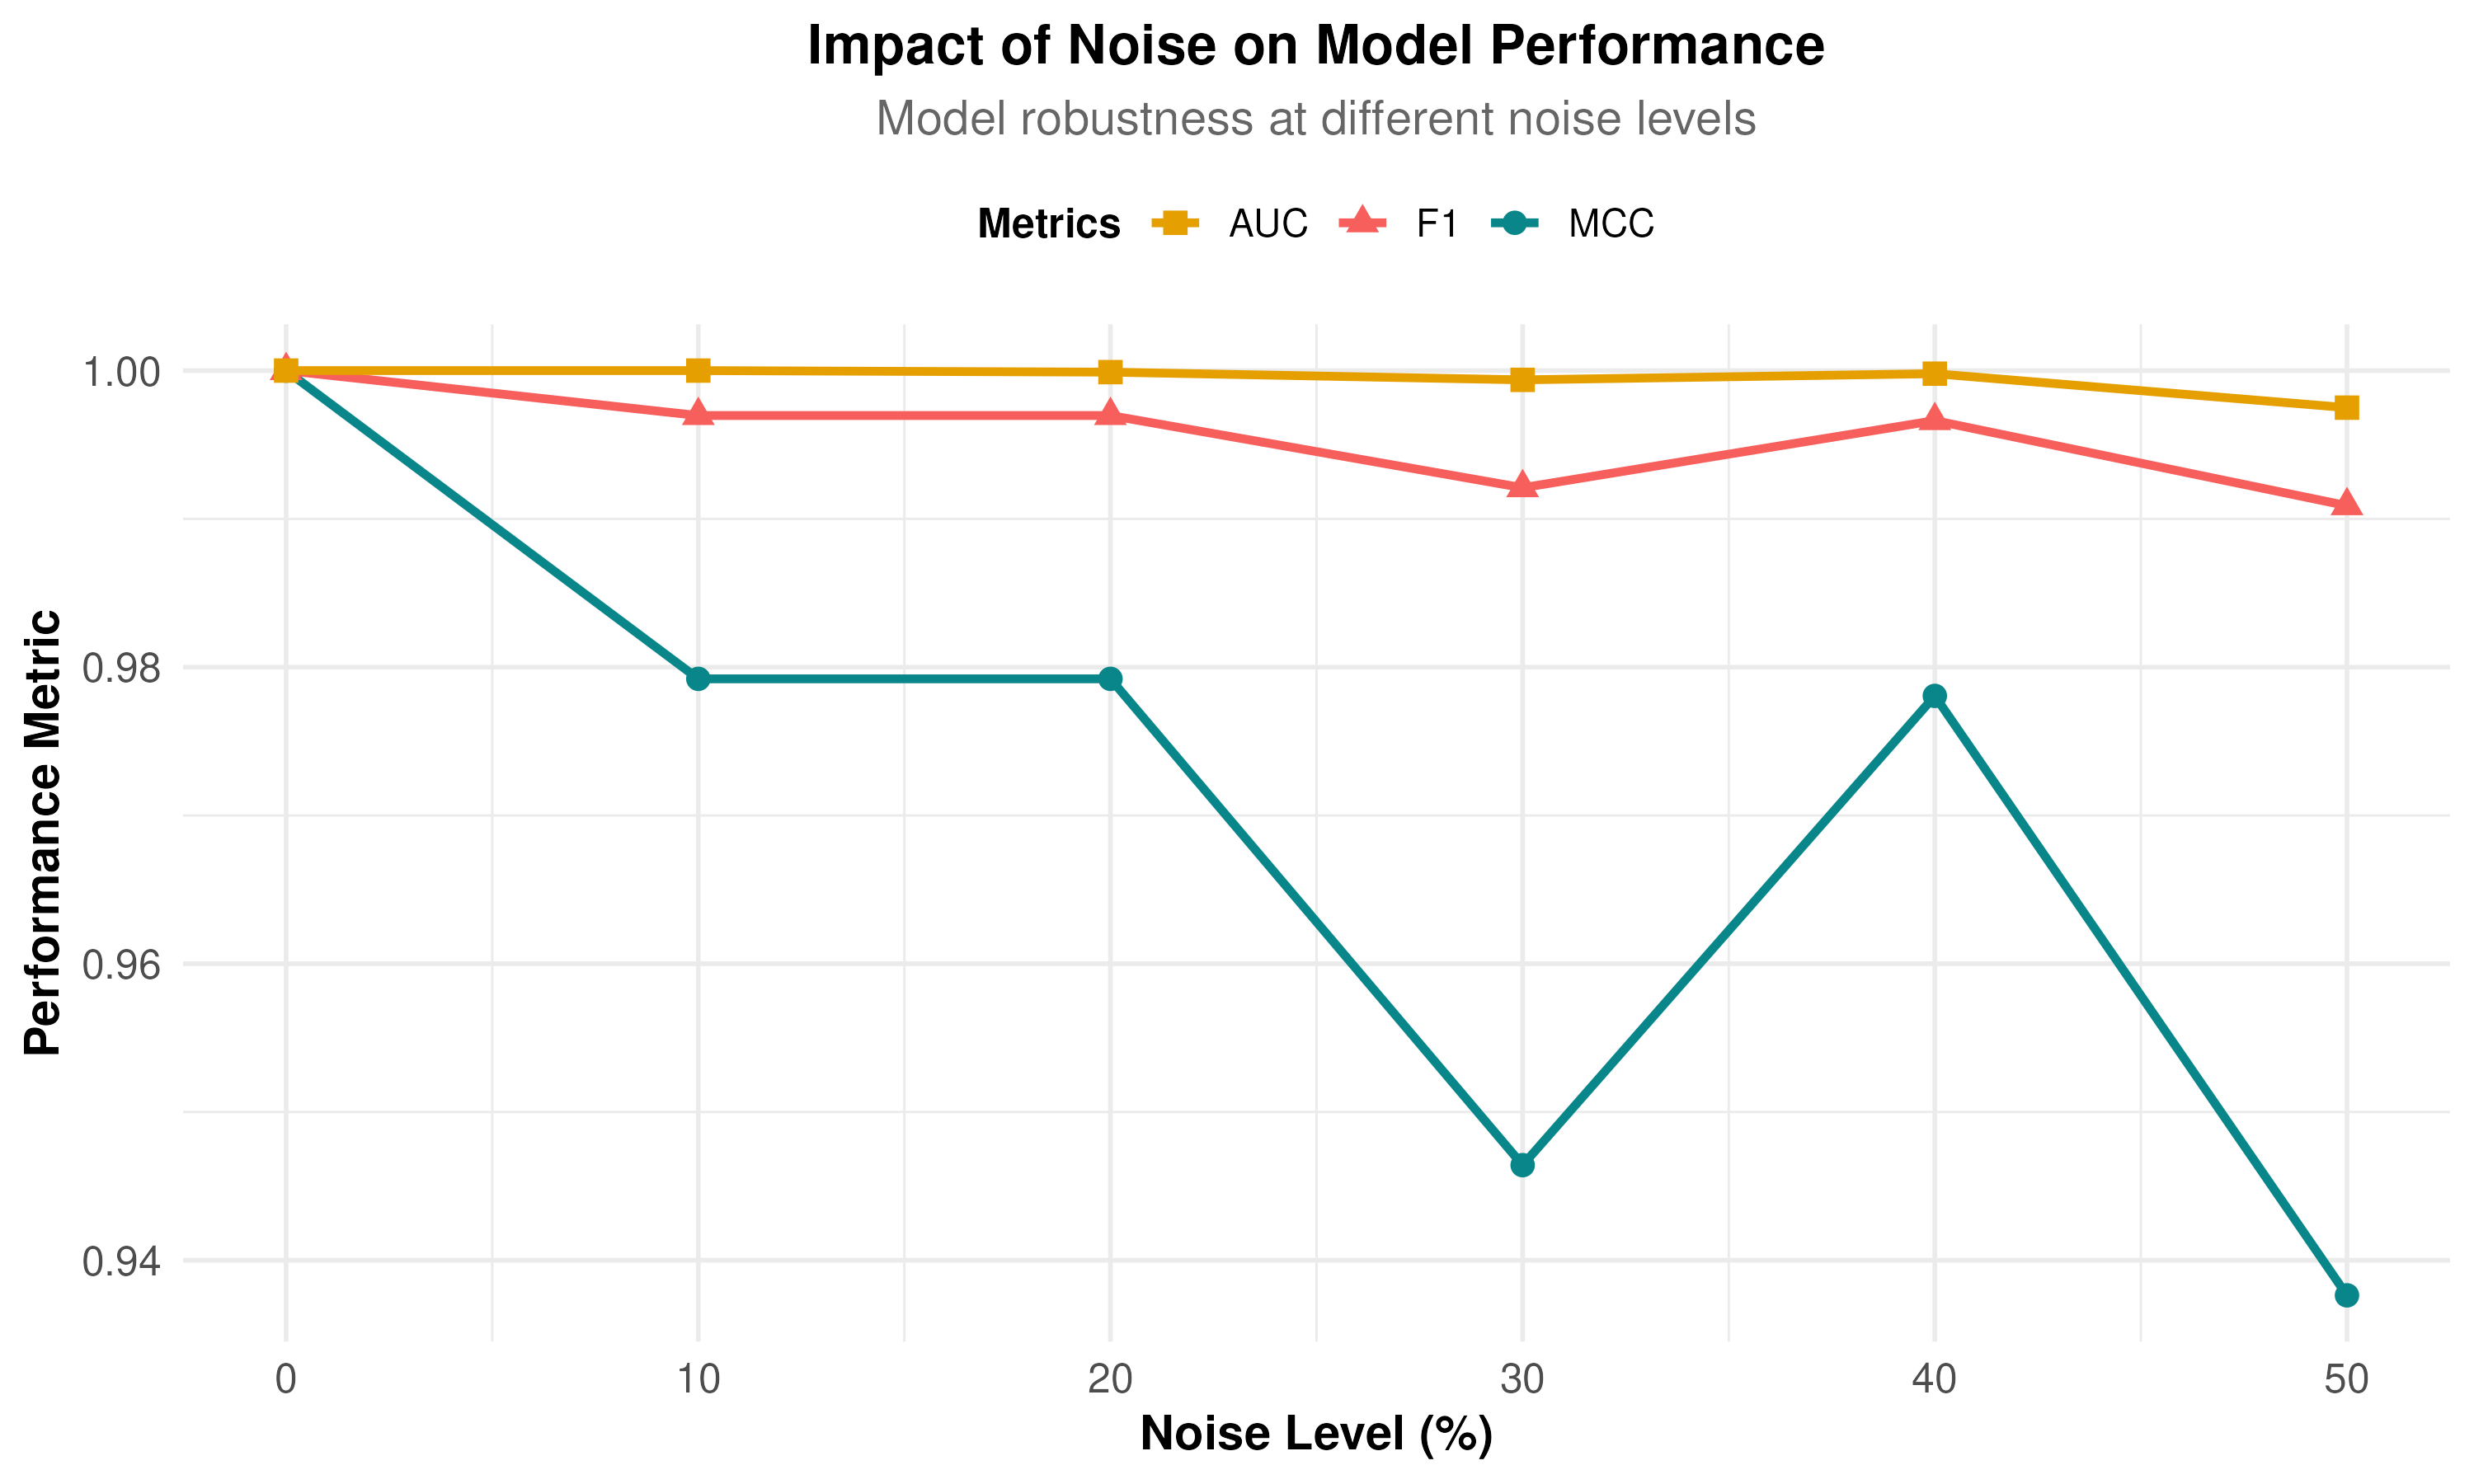 Impact of Noise on Model Performance
Model robustness at different noise levels
Metrics AUC F1 MCC
Performance Metric
1.00
0.98
0.96
0.94
0 10 20 30 40 50
Noise Level (%)